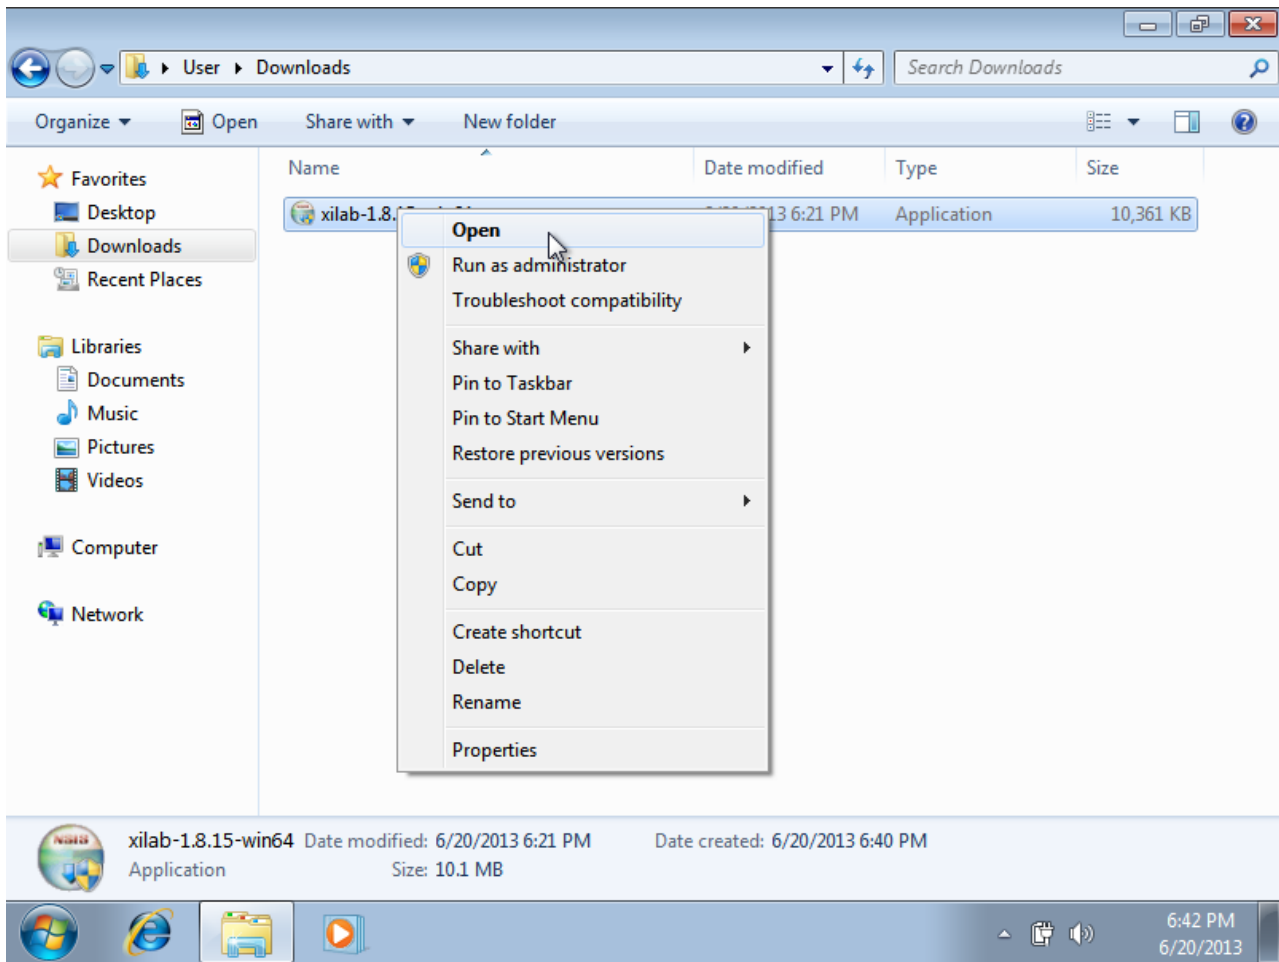 User Downloads
Search Downloads
Organize Open Share with New folder
Name Date modified Type Size
Favorites
Desktop
Downloads
Recent Places
Libraries
Documents
Music
Pictures
Videos
Computer
Network
xilab-1.8. 13 6:21 PM Application 10,361 KB
Open
Run as administrator
Troubleshoot compatibility
Share with
Pin to Taskbar
Pin to Start Menu
Restore previous versions
Send to
Cut
Copy
Create shortcut
Delete
Rename
Properties
NSIS
xilab-1.8.15-win64 Date modified: 6/20/2013 6:21 PM Date created: 6/20/2013 6:40 PM
Application Size: 10.1 MB
6:42 PM
6/20/2013